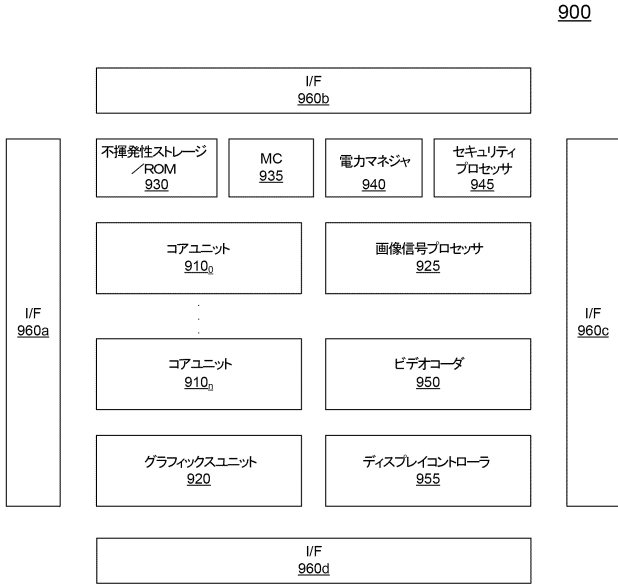 900
I/F
960b
不揮発性ストレージ
／ROM
930
MC
935
電力マネジャ
940
セキュリティ
プロセッサ
945
コアユニット
910₀
画像信号プロセッサ
925
I/F
960a
I/F
960c
コアユニット
910ₙ
ビデオコーダ
950
グラフィックスユニット
920
ディスプレイコントローラ
955
I/F
960d